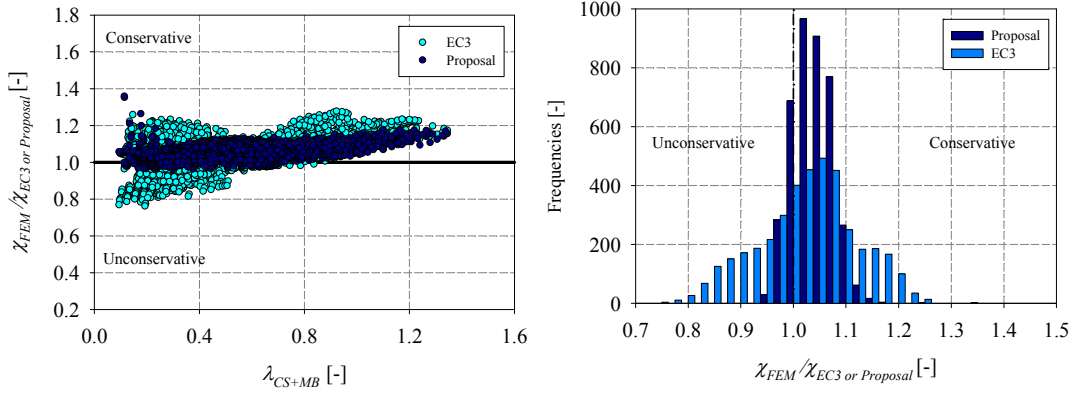 χFEM /χEC3 or Proposal [-]
1.8
1.6
1.4
1.2
1.0
0.8
0.6
0.4
0.2
Conservative
EC3
Proposal
Unconservative
0.0 0.4 0.8 1.2 1.6
λCS+MB [-]
Frequencies [-]
1000
800
600
400
200
0
Proposal
EC3
Unconservative
Conservative
0.7 0.8 0.9 1.0 1.1 1.2 1.3 1.4 1.5
χFEM /χEC3 or Proposal [-]